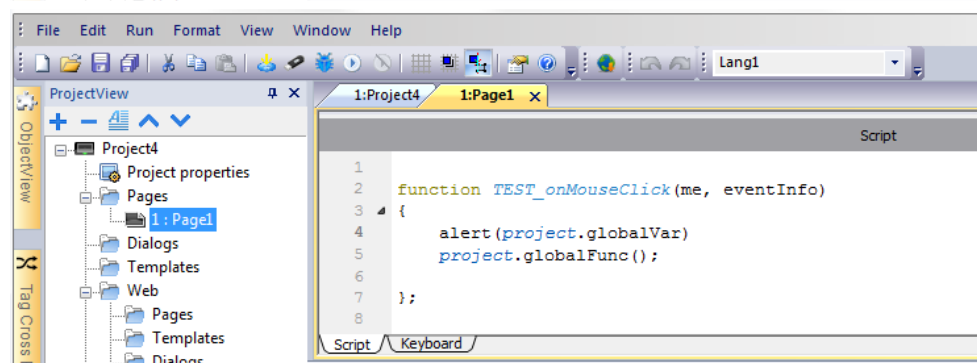 File Edit Run Format View Window Help
Lang1
ProjectView
1:Project4 1:Page1
ObjectView
Project4
Project properties
Pages
1 : Page1
Dialogs
Templates
Web
Pages
Templates
Dialogs
Tag Cross
Script
1
2 function TEST_onMouseClick(me, eventInfo)
3 {
4 alert(project.globalVar)
5 project.globalFunc();
6
7 };
8
Script Keyboard